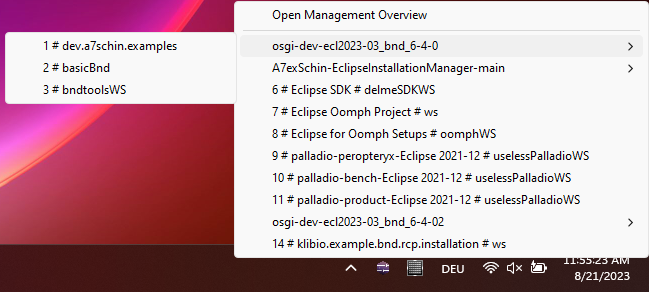 Open Management Overview
osgi-dev-ecl2023-03_bnd_6-4-0
1 # dev.a7schin.examples
2 # basicBnd
3 # bndtoolsWS
A7exSchin-EclipseInstallationManager-main
6 # Eclipse SDK # delmeSDKWS
7 # Eclipse Oomph Project # ws
8 # Eclipse for Oomph Setups # oomphWS
9 # palladio-peropteryx-Eclipse 2021-12 # uselessPalladioWS
10 # palladio-bench-Eclipse 2021-12 # uselessPalladioWS
11 # palladio-product-Eclipse 2021-12 # uselessPalladioWS
osgi-dev-ecl2023-03_bnd_6-4-02
14 # klibio.example.bnd.rcp.installation # ws
DEU
11:55:23 AM
8/21/2023